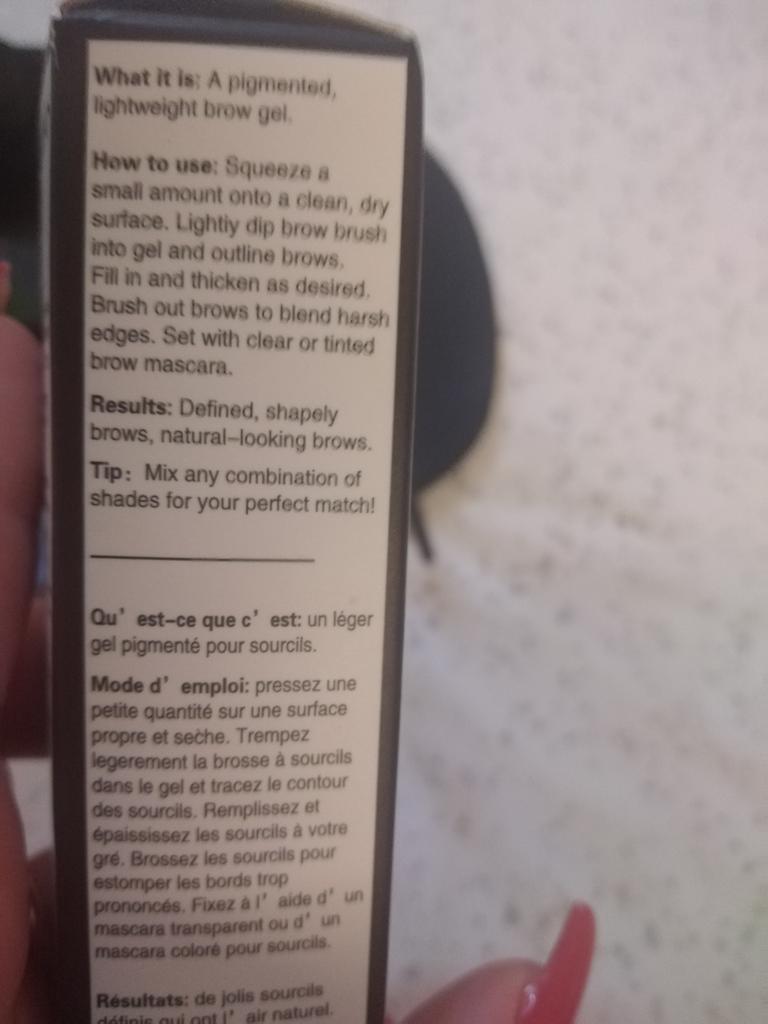 What it is: A pigmented,
lightweight brow gel.
How to use: Squeeze a
small amount onto a clean, dry
surface. Lightly dip brow brush
into gel and outline brows.
Fill in and thicken as desired.
Brush out brows to blend harsh
edges. Set with clear or tinted
brow mascara.
Results: Defined, shapely
brows, natural–looking brows.
Tip: Mix any combination of
shades for your perfect match!
Qu' est–ce que c' est: un léger
gel pigmenté pour sourcils.
Mode d' emploi: pressez une
petite quantité sur une surface
propre et sèche. Trempez
legerement la brosse à sourcils
dans le gel et tracez le contour
des sourcils. Remplissez et
épaississez les sourcils à votre
gré. Brossez les sourcils pour
estomper les bords trop
prononcés. Fixez à l' aide d' un
mascara transparent ou d' un
mascara coloré pour sourcils.
Résultats: de jolis sourcils
définis qui ont l' air naturel.